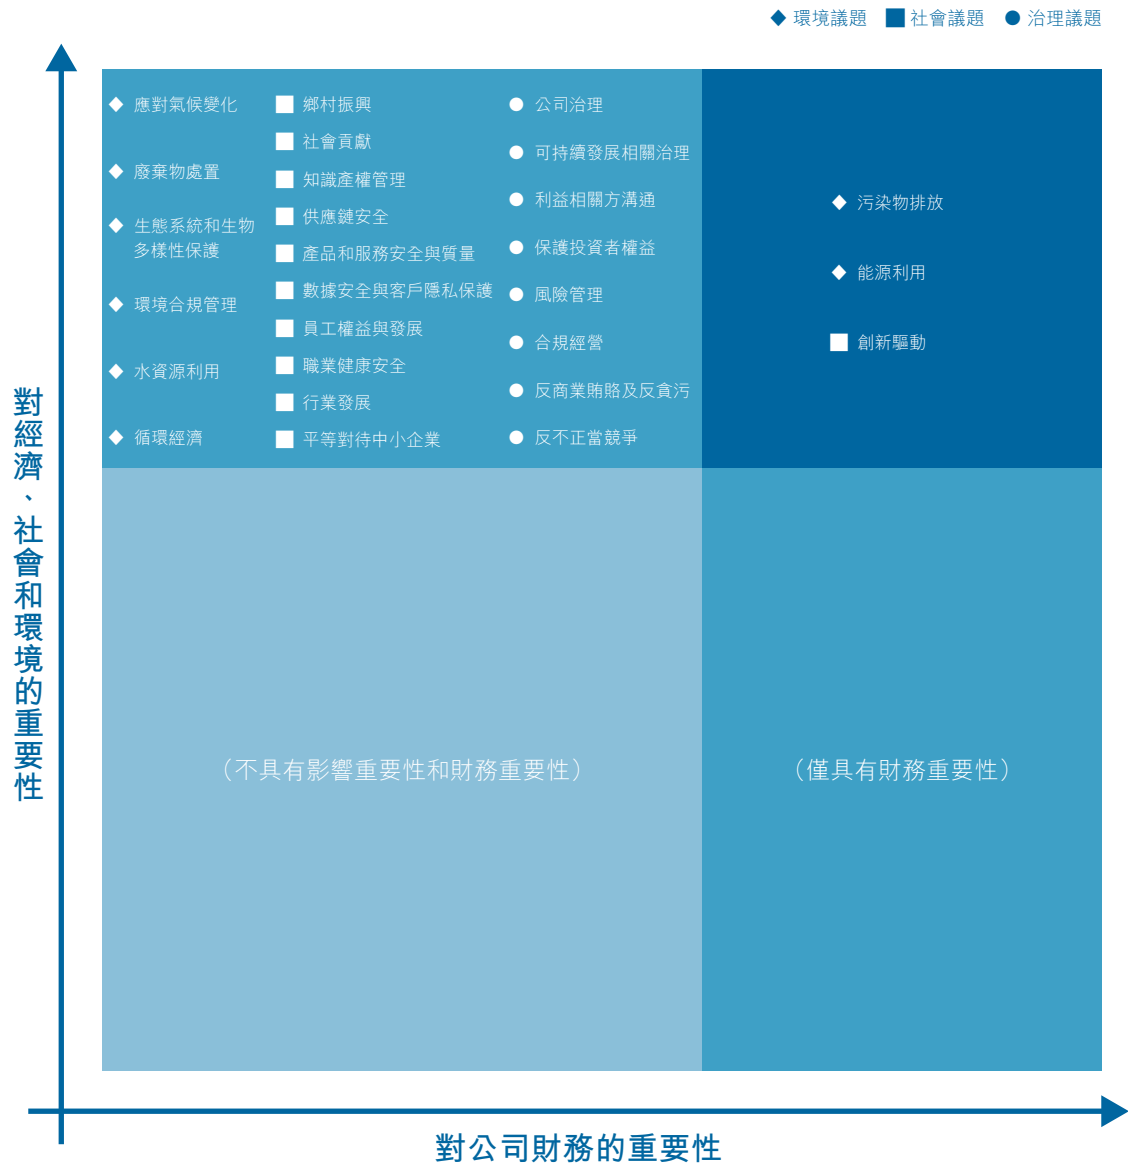 環境議題
社會議題
治理議題
應對氣候變化
廢棄物處置
生態系統和生物
多樣性保護
環境合規管理
水資源利用
循環經濟
鄉村振興
社會貢獻
知識產權管理
供應鏈安全
產品和服務安全與質量
數據安全與客戶隱私保護
員工權益與發展
職業健康安全
行業發展
平等對待中小企業
公司治理
可持續發展相關治理
利益相關方溝通
保護投資者權益
風險管理
合規經營
反商業賄賂及反貪污
反不正當競爭
污染物排放
能源利用
創新驅動
對經濟、社會和環境的重要性
（不具有影響重要性和財務重要性）
（僅具有財務重要性）
對公司財務的重要性